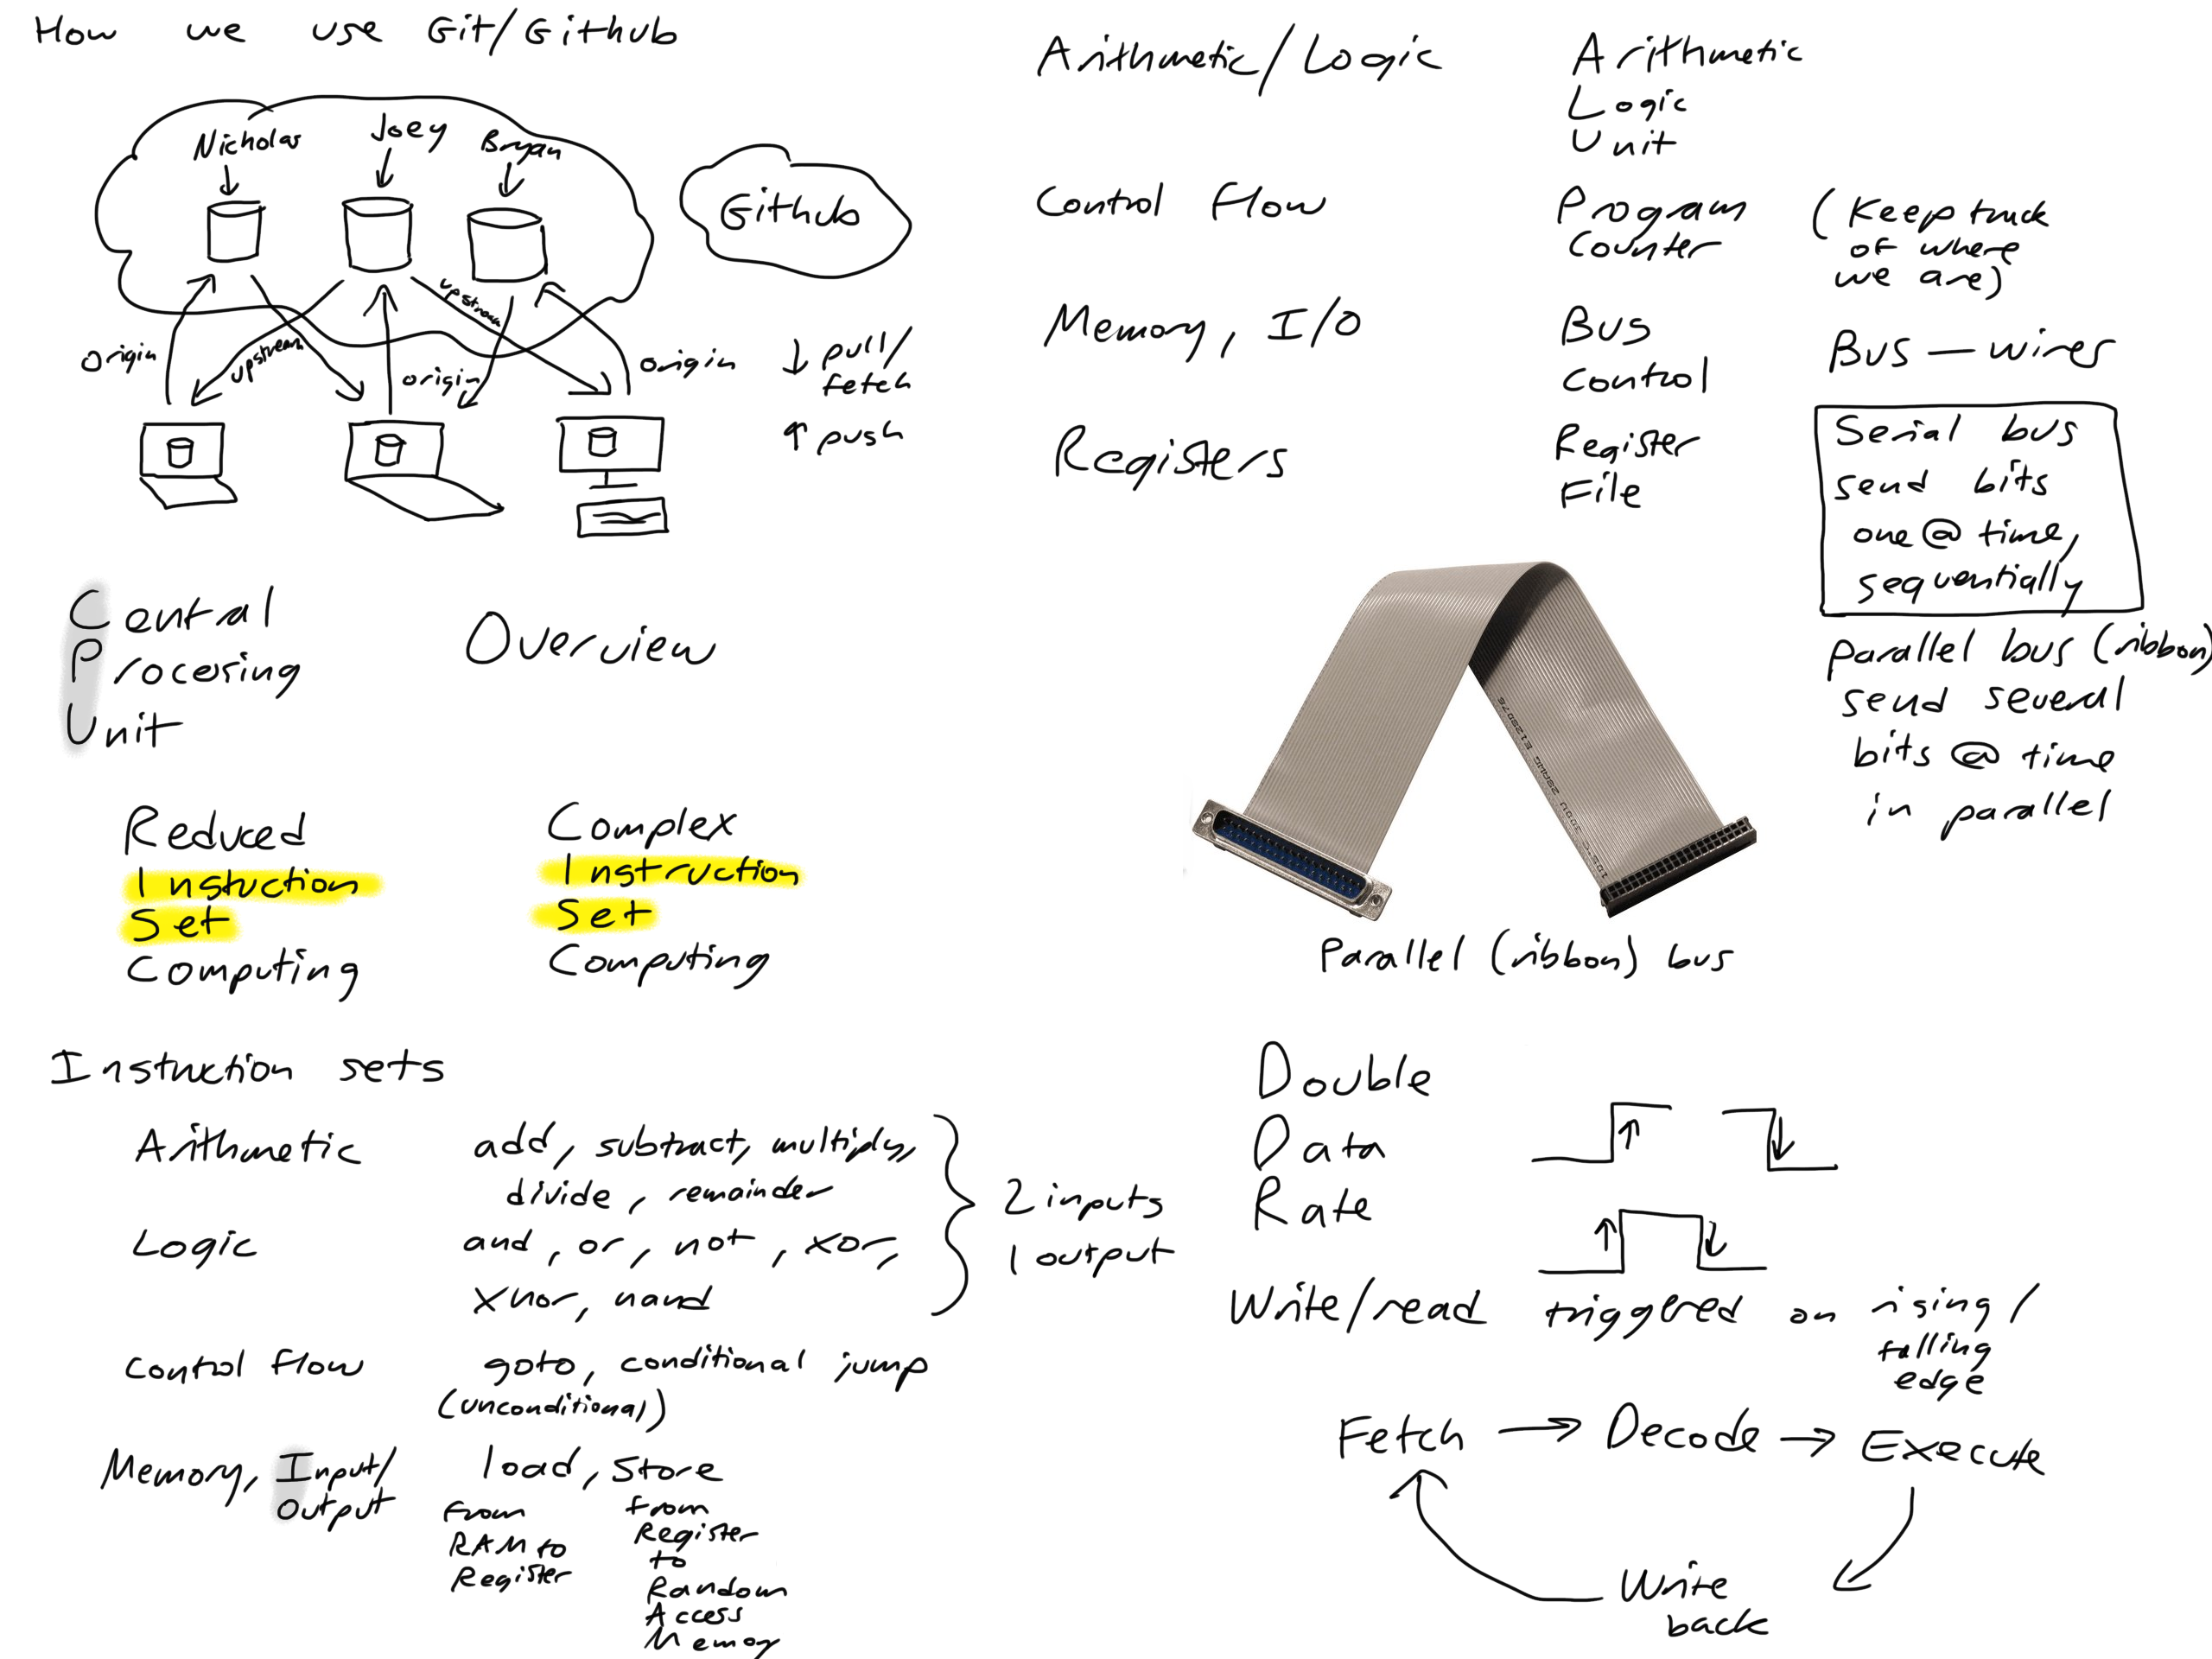 How we use Git/Github
Nicholas Joey Bryan
Github
upstream
origin
upstream
origin
origin
↓ pull/
fetch
↑ push
Central
Procesing
Unit
Overview
Reduced
Instuction
Set
Computing
Complex
Instruction
Set
Computing
Instruction sets
Arithmetic add, subtract, multiply,
divide, remainder
Logic and, or, not, xor,
xnor, nand
2 inputs
1 output
Control flow goto, conditional jump
(unconditional)
Memory, Input/
Output
load, store
from
RAM to
Register
from
Register
to
Random
Access
Memory
Arithmetic/Logic
Arithmetic
Logic
Unit
Control Flow
Program
Counter
(Keep track
of where
we are)
Memory, I/O
Bus
Control
Bus — wires
Registers
Register
File
Serial bus
send bits
one @ time,
sequentially
Parallel bus (ribbon)
send several
bits @ time
in parallel
Parallel (ribbon) bus
Double
Data
Rate
Write/read triggered on rising/
falling
edge
Fetch → Decode → Execute
Write
back